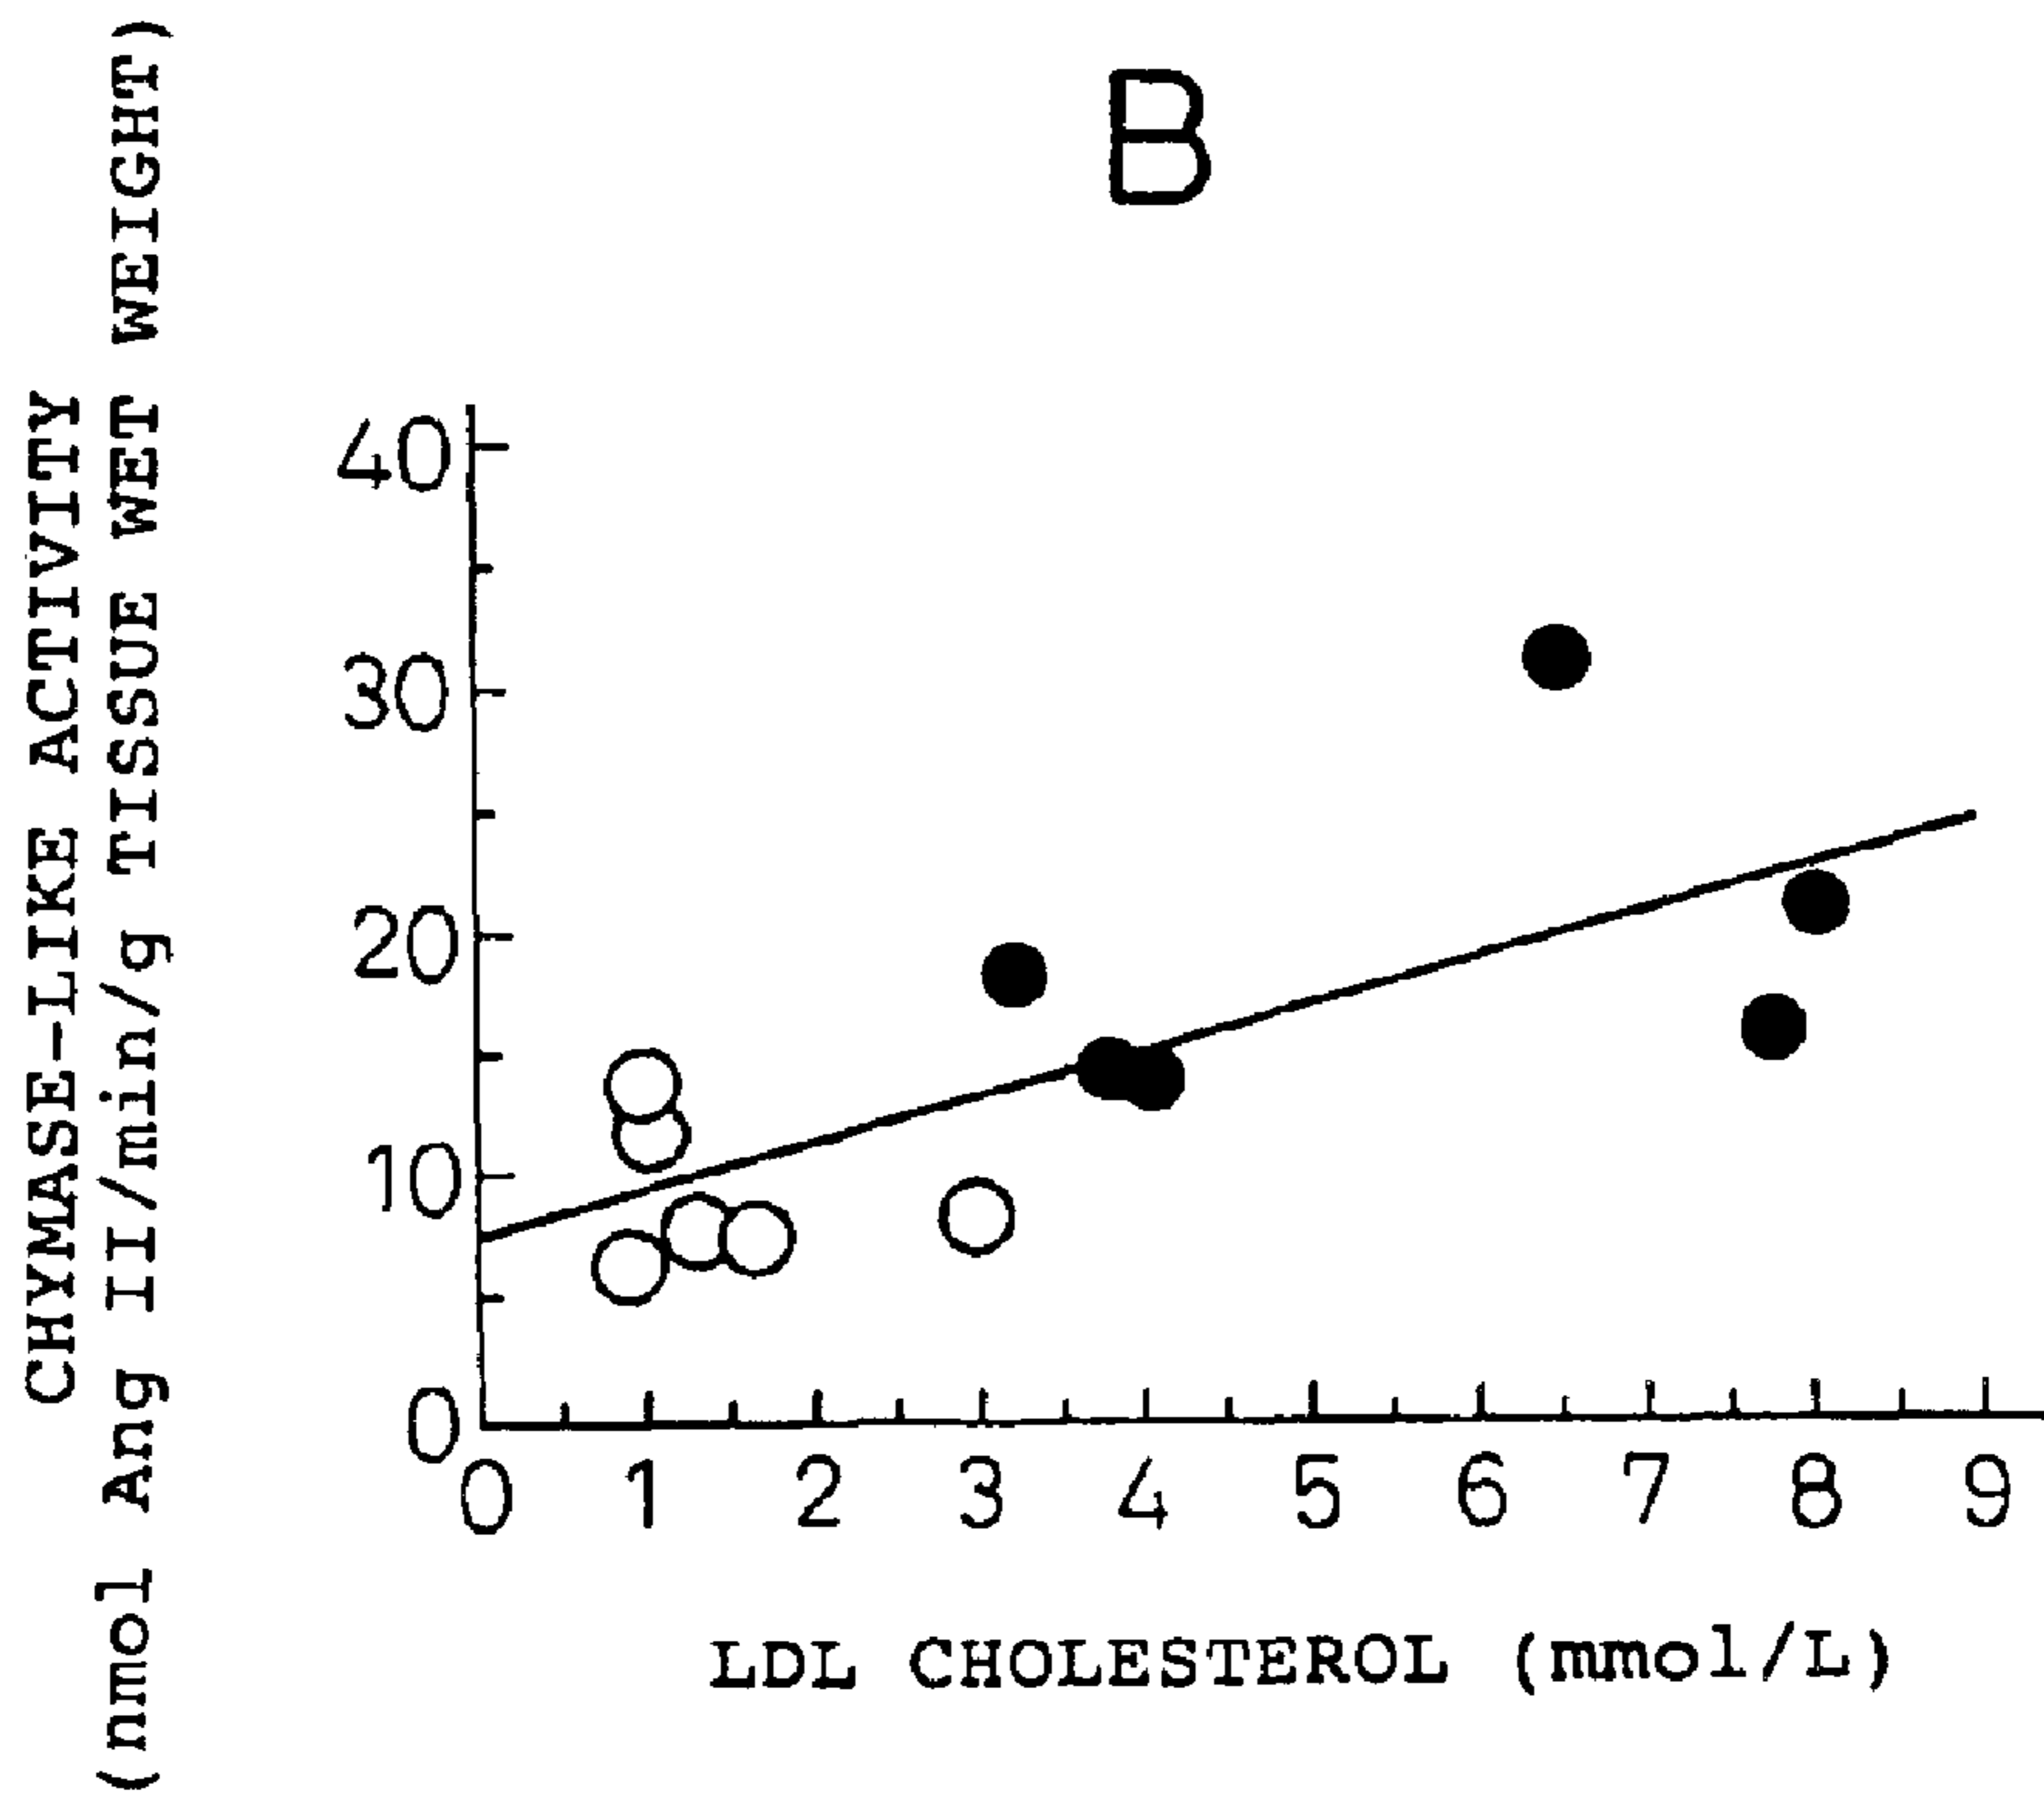 B
CHYMASE-LIKE ACTIVITY
(nmol Ang II/min/g TISSUE WET WEIGHT)
40
30
20
10
0
0 1 2 3 4 5 6 7 8 9
LDL CHOLESTEROL (mmol/L)